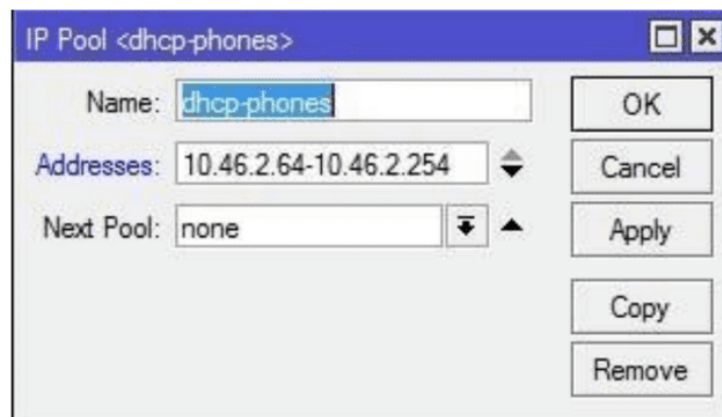 IP Pool <dhcp-phones>
Name: dhcp-phones OK
Addresses: 10.46.2.64-10.46.2.254 Cancel
Next Pool: none Apply
Copy
Remove